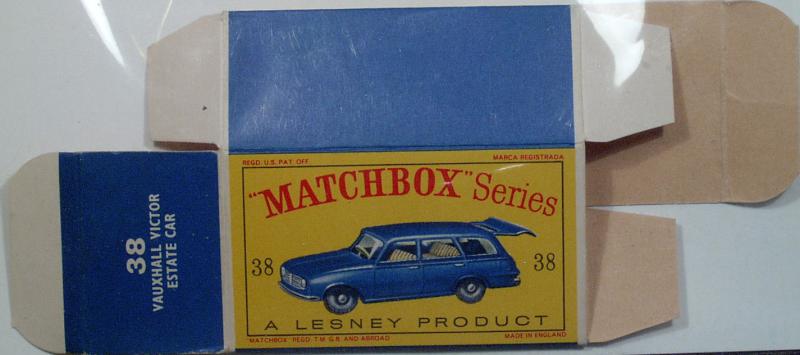 38
VAUXHALL VICTOR
ESTATE CAR
REGD. U.S. PAT. OFF. MARCA REGISTRADA
"MATCHBOX" Series
38 38
A LESNEY PRODUCT
"MATCHBOX" REGD. T.M. G.B. AND ABROAD MADE IN ENGLAND